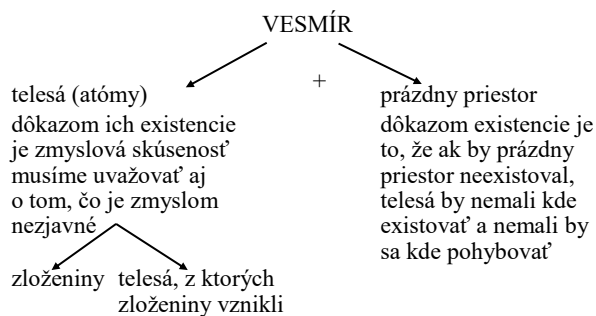 VESMÍR
+
telesá (atómy)
dôkazom ich existencie
je zmyslová skúsenosť
musíme uvažovať aj
o tom, čo je zmyslom
nezjavné
prázdny priestor
dôkazom existencie je
to, že ak by prázdny
priestor neexistoval,
telesá by nemali kde
existovať a nemali by
sa kde pohybovať
zloženiny
telesá, z ktorých
zloženiny vznikli